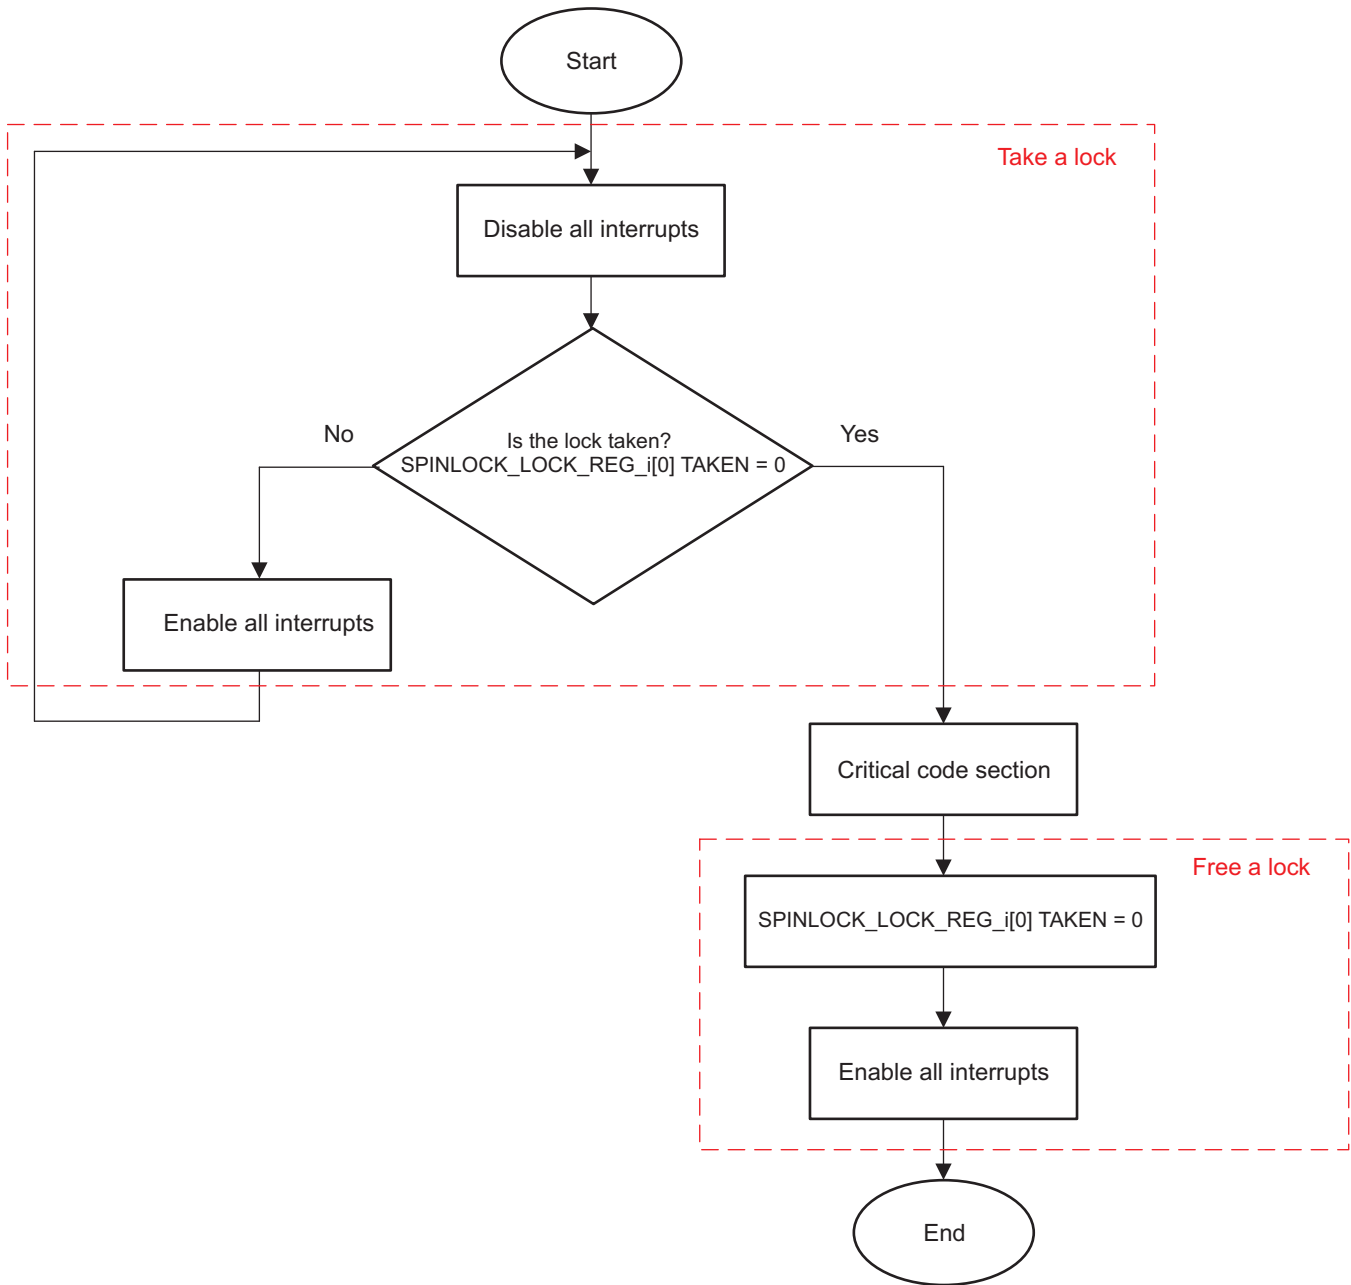 Start
Take a lock
Disable all interrupts
No
Is the lock taken?
SPINLOCK_LOCK_REG_i[0] TAKEN = 0
Yes
Enable all interrupts
Critical code section
Free a lock
SPINLOCK_LOCK_REG_i[0] TAKEN = 0
Enable all interrupts
End